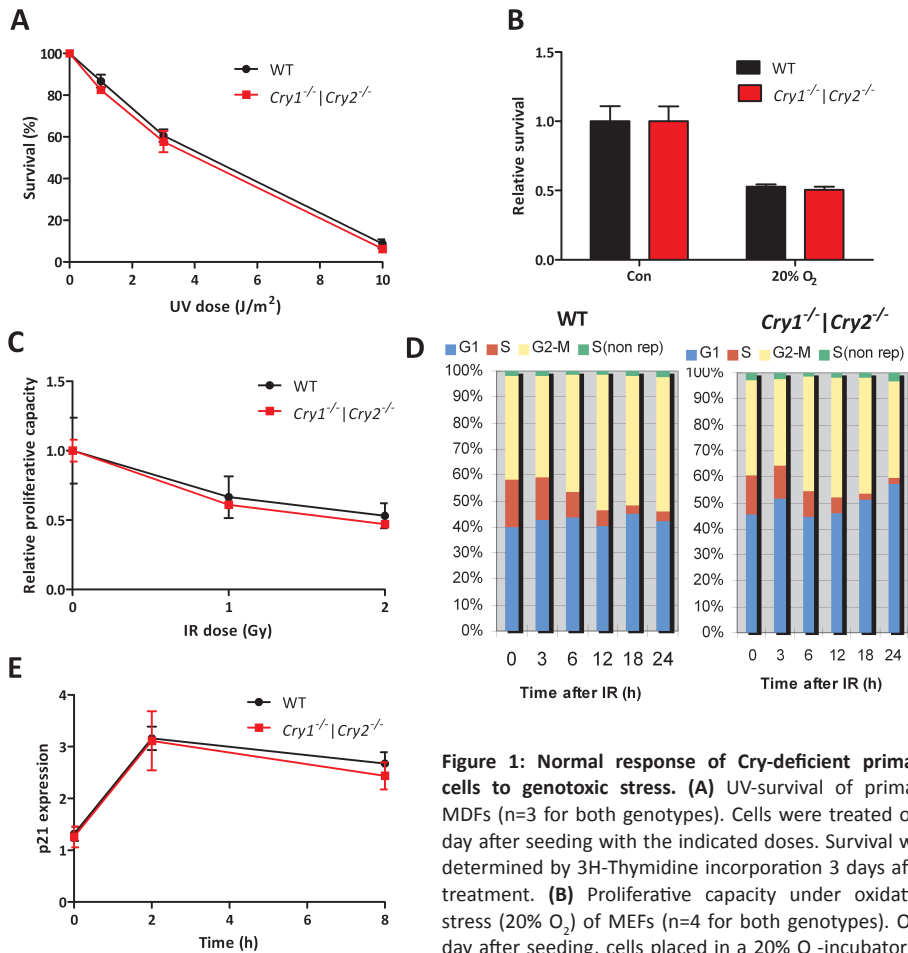 A
100
80
60
40
20
0
Survival (%)
0 2 4 6 8 10
UV dose (J/m²)
WT
Cry1⁻/⁻|Cry2⁻/⁻
B
1.5
1.0
0.5
0.0
Relative survival
Con 20% O₂
WT
Cry1⁻/⁻|Cry2⁻/⁻
C
1.5
1.0
0.5
0.0
Relative proliferative capacity
0 1 2
IR dose (Gy)
WT
Cry1⁻/⁻|Cry2⁻/⁻
D
WT
G1 S G2-M S(non rep)
100%
90%
80%
70%
60%
50%
40%
30%
20%
10%
0%
0 3 6 12 18 24
Time after IR (h)
Cry1⁻/⁻|Cry2⁻/⁻
G1 S G2-M S(non rep)
100%
90%
80%
70%
60%
50%
40%
30%
20%
10%
0%
0 3 6 12 18 24
Time after IR (h)
E
4
3
2
1
0
p21 expression
0 2 4 6 8
Time (h)
WT
Cry1⁻/⁻|Cry2⁻/⁻
Figure 1: Normal response of Cry-deficient prima
cells to genotoxic stress. (A) UV-survival of prima
MDFs (n=3 for both genotypes). Cells were treated o
day after seeding with the indicated doses. Survival w
determined by 3H-Thymidine incorporation 3 days aft
treatment. (B) Proliferative capacity under oxidat
stress (20% O₂) of MEFs (n=4 for both genotypes). O
day after seeding, cells placed in a 20% O -incubator